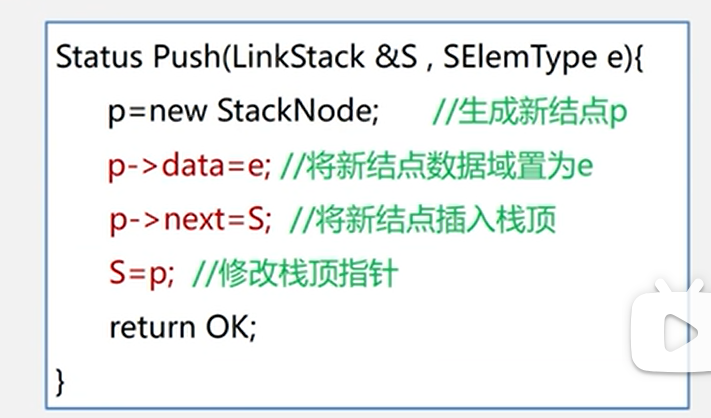 Status Push(LinkStack &S , SElemType e){
p=new StackNode; //生成新结点p
p->data=e; //将新结点数据域置为e
p->next=S; //将新结点插入栈顶
S=p; //修改栈顶指针
return OK;
}